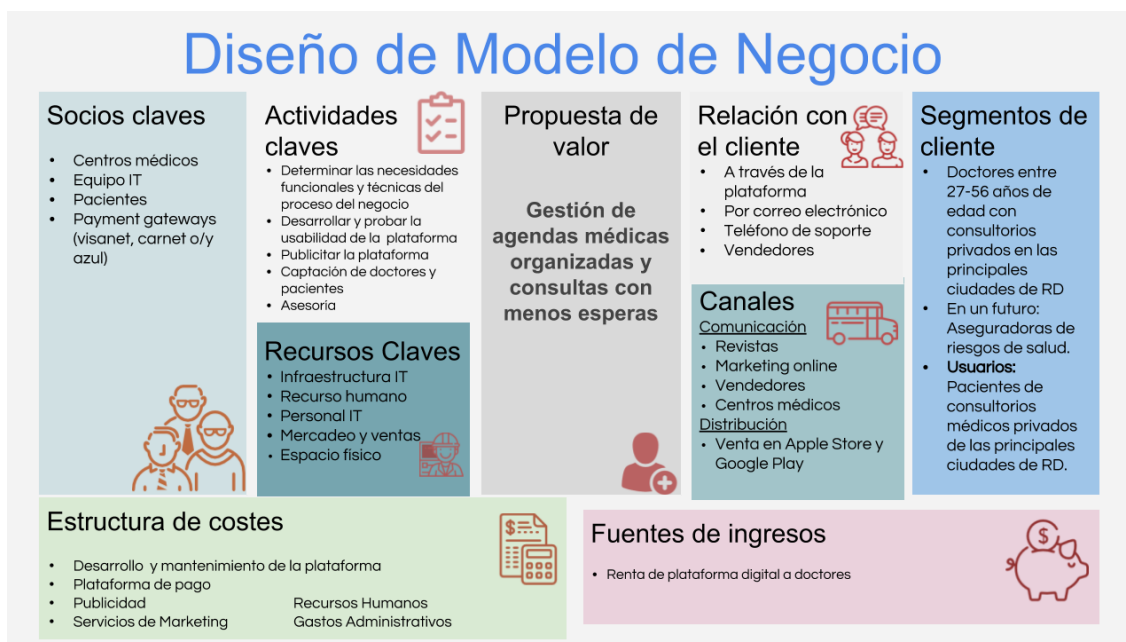 Diseño de Modelo de Negocio
Socios claves
• Centros médicos
• Equipo IT
• Pacientes
• Payment gateways
(visanet, carnet o/y
azul)
Actividades
claves
• Determinar las necesidades
funcionales y técnicas del
proceso del negocio
• Desarrollar y probar la
usabilidad de la plataforma
• Publicitar la plataforma
• Captación de doctores y
pacientes
• Asesoria
Recursos Claves
• Infraestructura IT
• Recurso humano
• Personal IT
• Mercadeo y ventas
• Espacio físico
Propuesta de
valor
Gestión de
agendas médicas
organizadas y
consultas con
menos esperas
Relación con
el cliente
• A través de la
plataforma
• Por correo electrónico
• Teléfono de soporte
• Vendedores
Canales
Comunicación
• Revistas
• Marketing online
• Vendedores
• Centros médicos
Distribución
• Venta en Apple Store y
Google Play
Segmentos de
cliente
• Doctores entre
27-56 años de
edad con
consultorios
privados en las
principales
ciudades de RD
• En un futuro:
Aseguradoras de
riesgos de salud.
• Usuarios:
Pacientes de
consultorios
médicos privados
de las principales
ciudades de RD.
Estructura de costes
• Desarrollo y mantenimiento de la plataforma
• Plataforma de pago
• Publicidad Recursos Humanos
• Servicios de Marketing Gastos Administrativos
$
Fuentes de ingresos
• Renta de plataforma digital a doctores
$